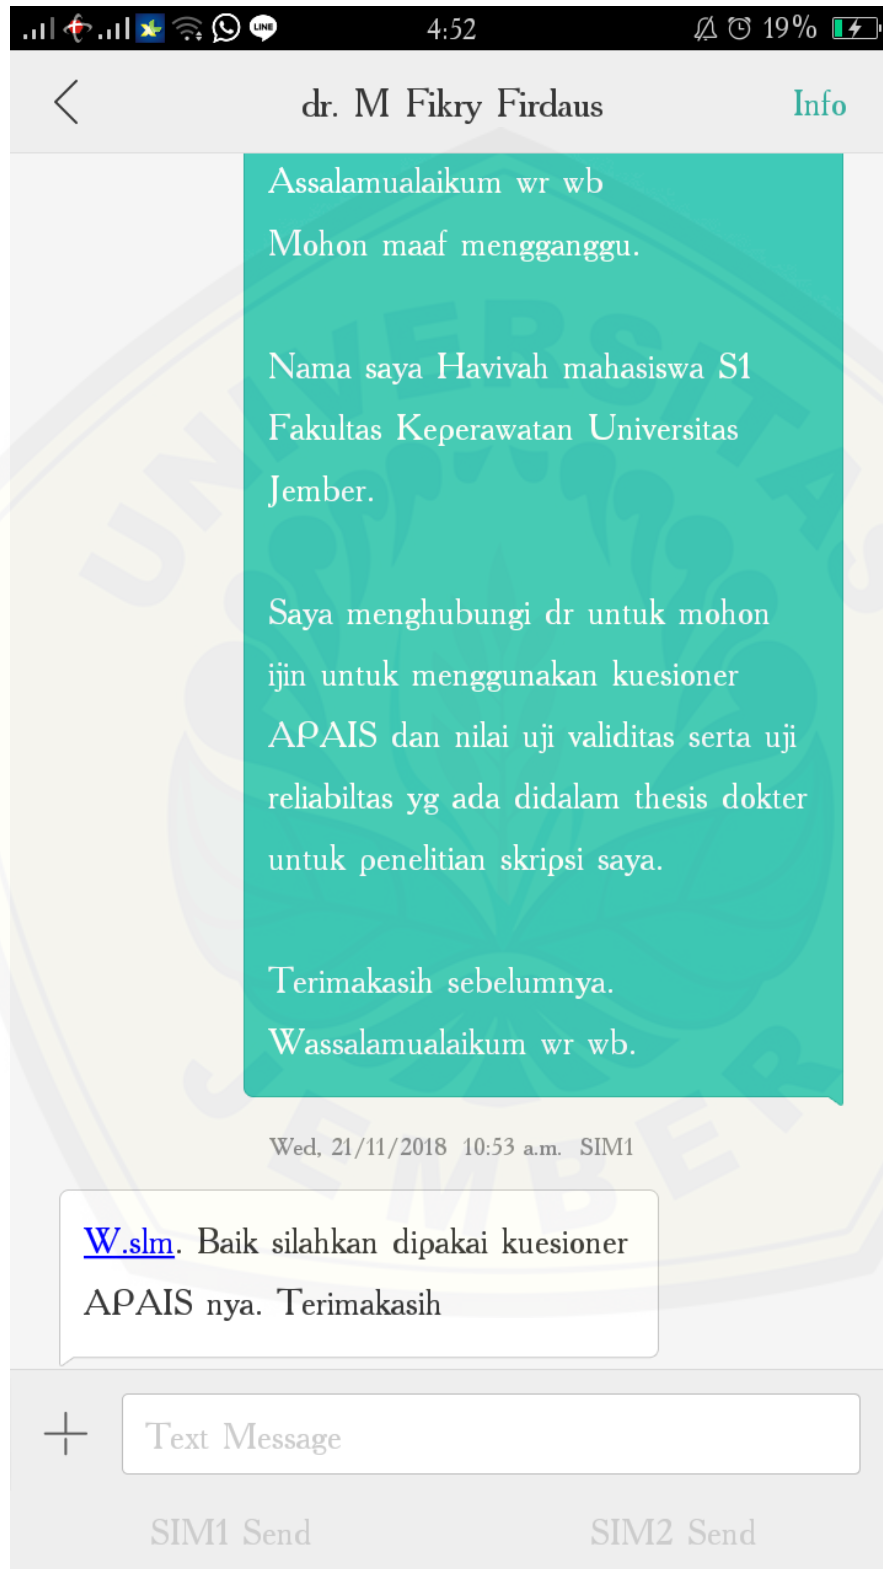 4:52
19%
LINE
dr. M Fikry Firdaus
Info
Assalamualaikum wr wb
Mohon maaf mengganggu.
Nama saya Havivah mahasiswa S1
Fakultas Keperawatan Universitas
Jember.
Saya menghubungi dr untuk mohon
ijin untuk menggunakan kuesioner
APAIS dan nilai uji validitas serta uji
reliabiltas yg ada didalam thesis dokter
untuk penelitian skripsi saya.
Terimakasih sebelumnya.
Wassalamualaikum wr wb.
Wed, 21/11/2018 10:53 a.m. SIM1
W.slm. Baik silahkan dipakai kuesioner
APAIS nya. Terimakasih
Text Message
SIM1 Send
SIM2 Send
UNIVERSITAS
JEMBER